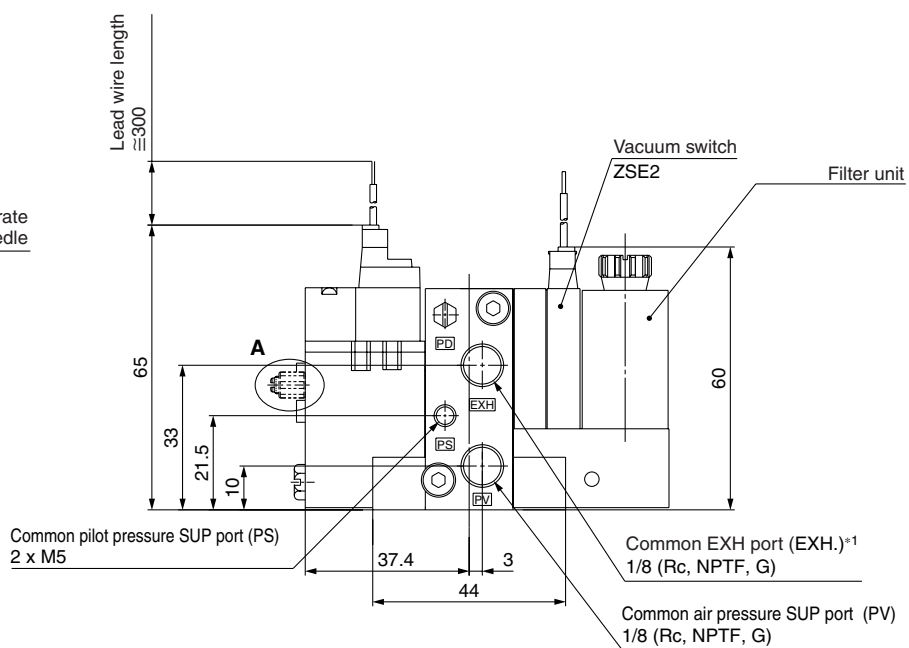 Lead wire length
≅300
Vacuum switch
ZSE2
Filter unit
rate
edle
A
PD
EXH
PS
PV
65
33
21.5
10
60
Common pilot pressure SUP port (PS)
2 x M5
37.4
3
44
Common EXH port (EXH.)*1
1/8 (Rc, NPTF, G)
Common air pressure SUP port (PV)
1/8 (Rc, NPTF, G)